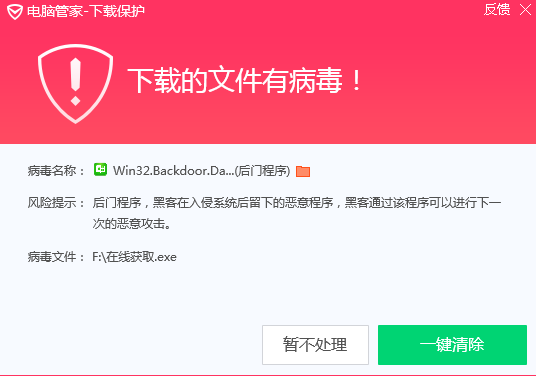 电脑管家-下载保护
反馈
下载的文件有病毒！
病毒名称： Win32.Backdoor.Da...(后门程序)
风险提示： 后门程序，黑客在入侵系统后留下的恶意程序，黑客通过该程序可以进行下一
次的恶意攻击。
病毒文件： F:\在线获取.exe
暂不处理
一键清除